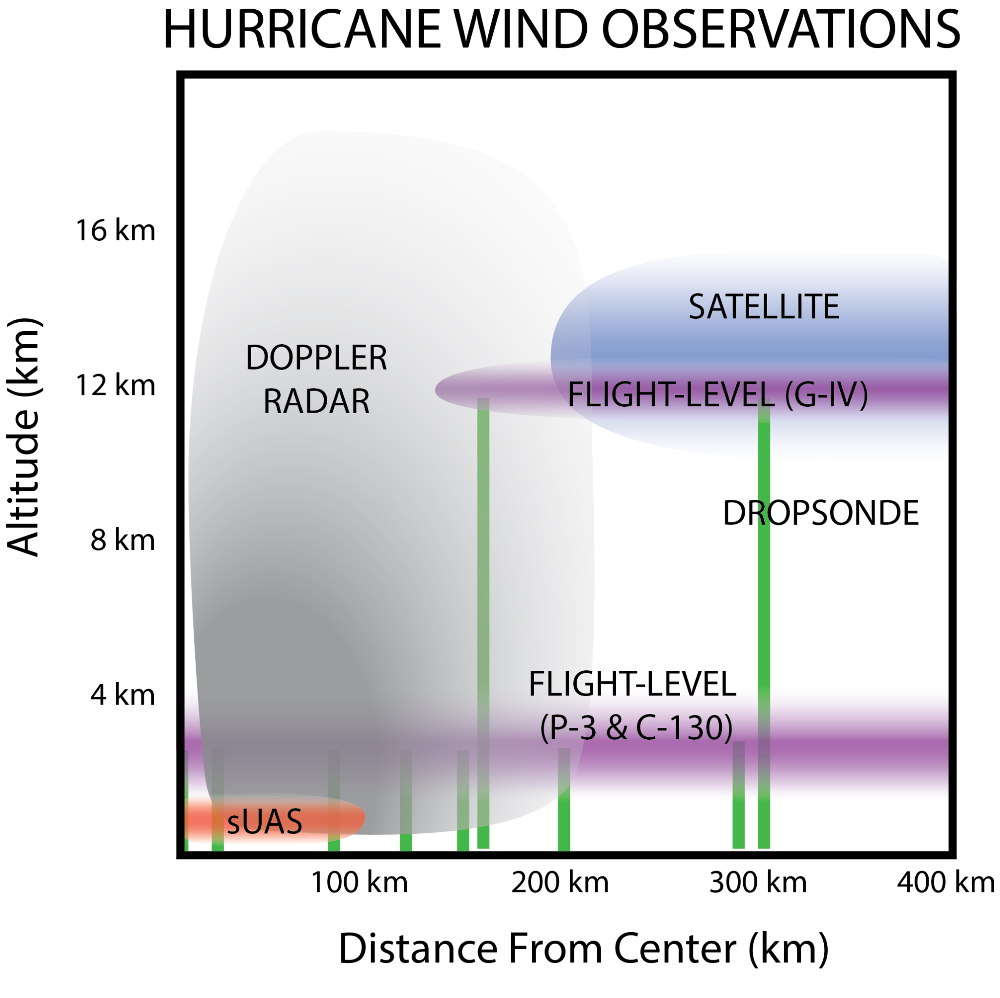 HURRICANE WIND OBSERVATIONS
Altitude (km)
16 km
12 km
8 km
4 km
DOPPLER
RADAR
SATELLITE
FLIGHT-LEVEL (G-IV)
DROPSONDE
FLIGHT-LEVEL
(P-3 & C-130)
sUAS
100 km
200 km
300 km
400 km
Distance From Center (km)